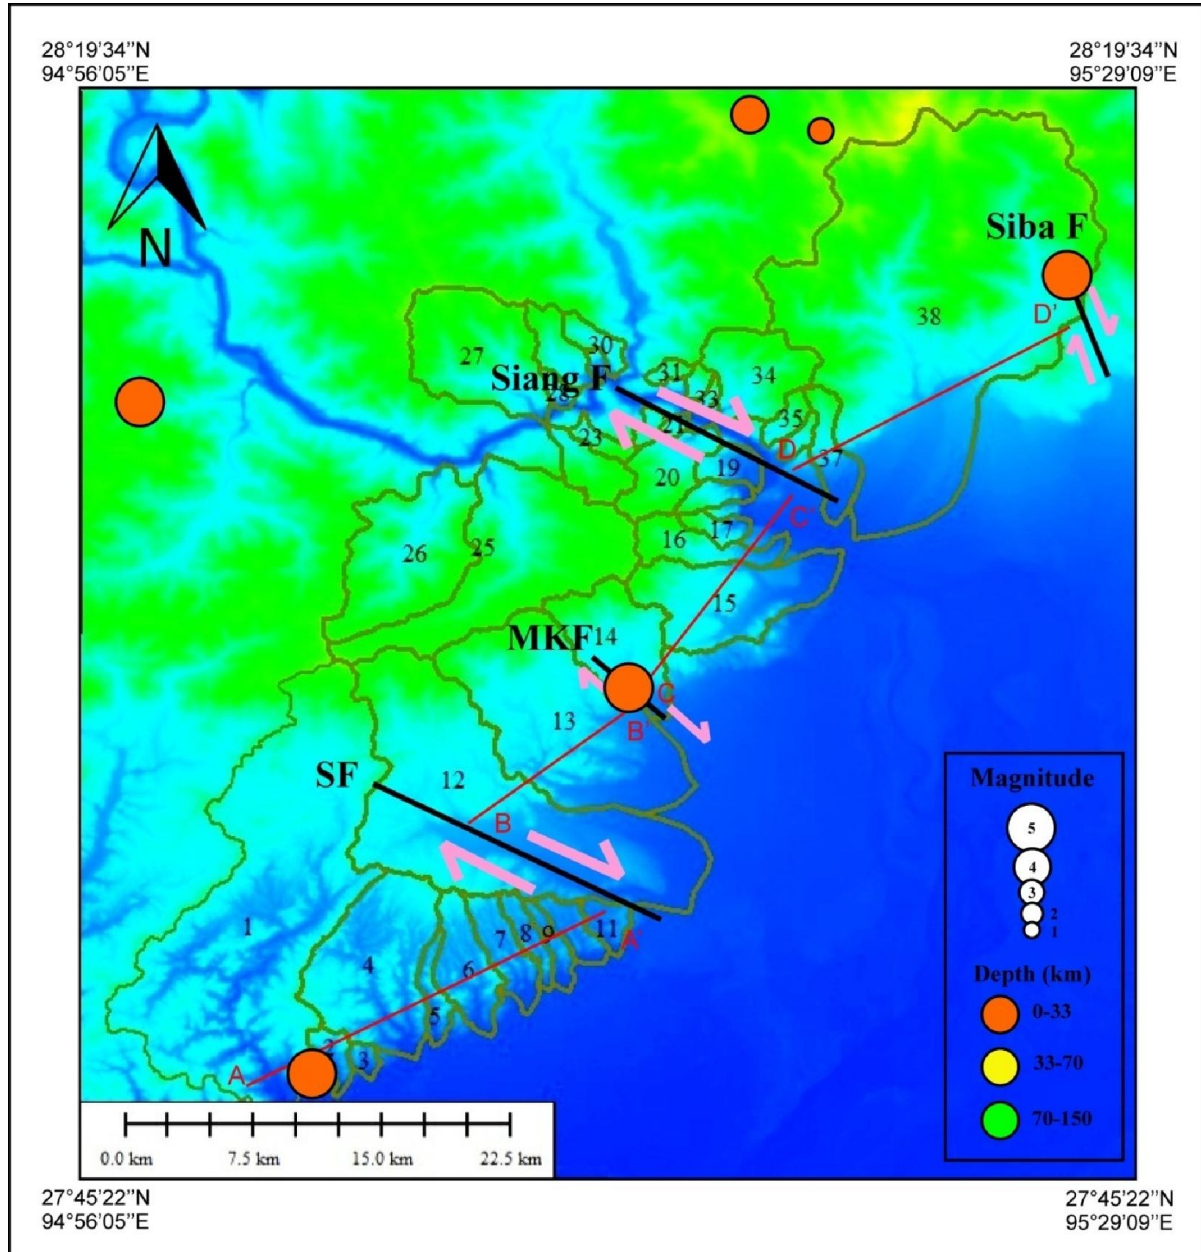 28°19'34"N
94°56'05"E
28°19'34"N
95°29'09"E
N
Siba F
D'
38
30
27
Siang F
31
34
33
28
21
35
23
D
37
19
20
C'
17
16
25
26
15
MKF
14
C
13
B'
SF
12
B
1
7
8
9
11
A'
4
6
5
2
3
A
Magnitude
5
4
3
2
1
Depth (km)
0-33
33-70
70-150
0.0 km
7.5 km
15.0 km
22.5 km
27°45'22"N
94°56'05"E
27°45'22"N
95°29'09"E